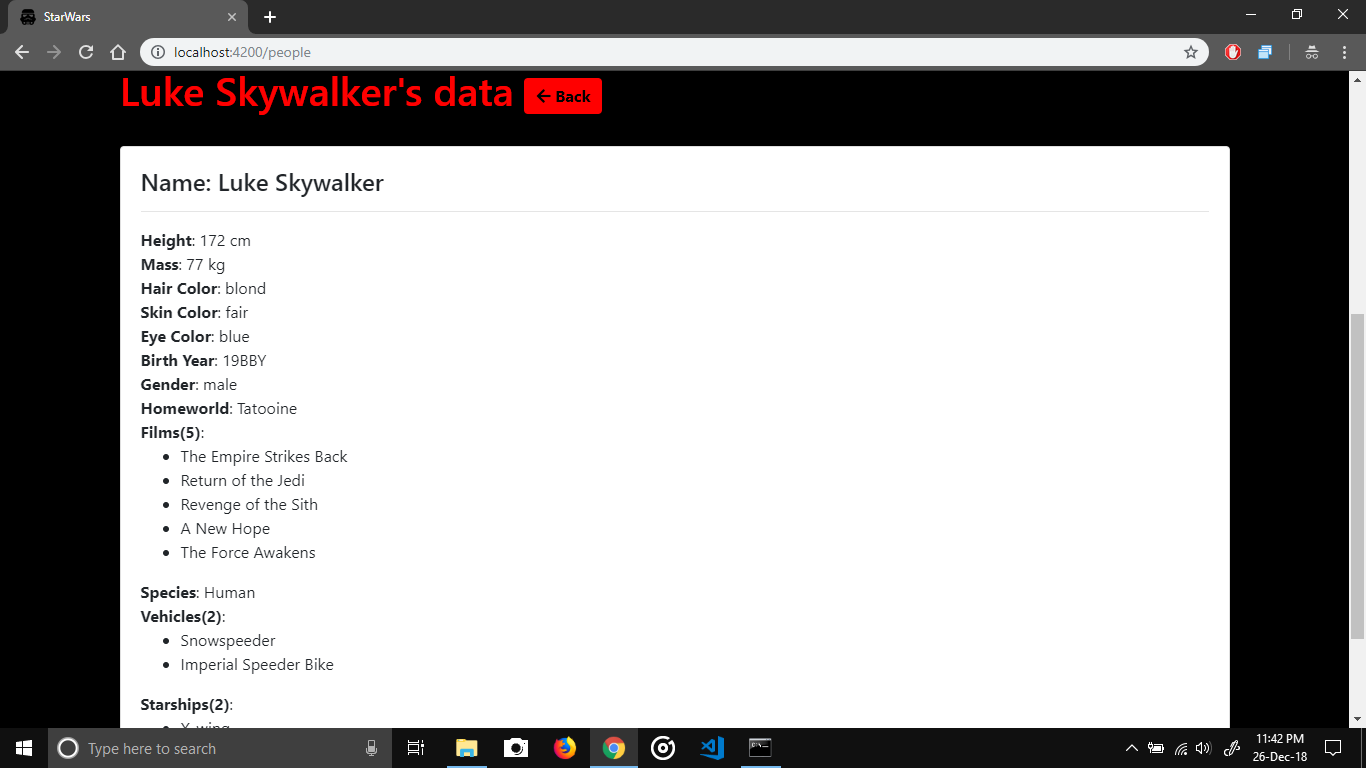 StarWars
localhost:4200/people
Luke Skywalker's data
Back
Name: Luke Skywalker
Height: 172 cm
Mass: 77 kg
Hair Color: blond
Skin Color: fair
Eye Color: blue
Birth Year: 19BBY
Gender: male
Homeworld: Tatooine
Films(5):
The Empire Strikes Back
Return of the Jedi
Revenge of the Sith
A New Hope
The Force Awakens
Species: Human
Vehicles(2):
Snowspeeder
Imperial Speeder Bike
Starships(2):
X-wing
Type here to search
11:42 PM
26-Dec-18